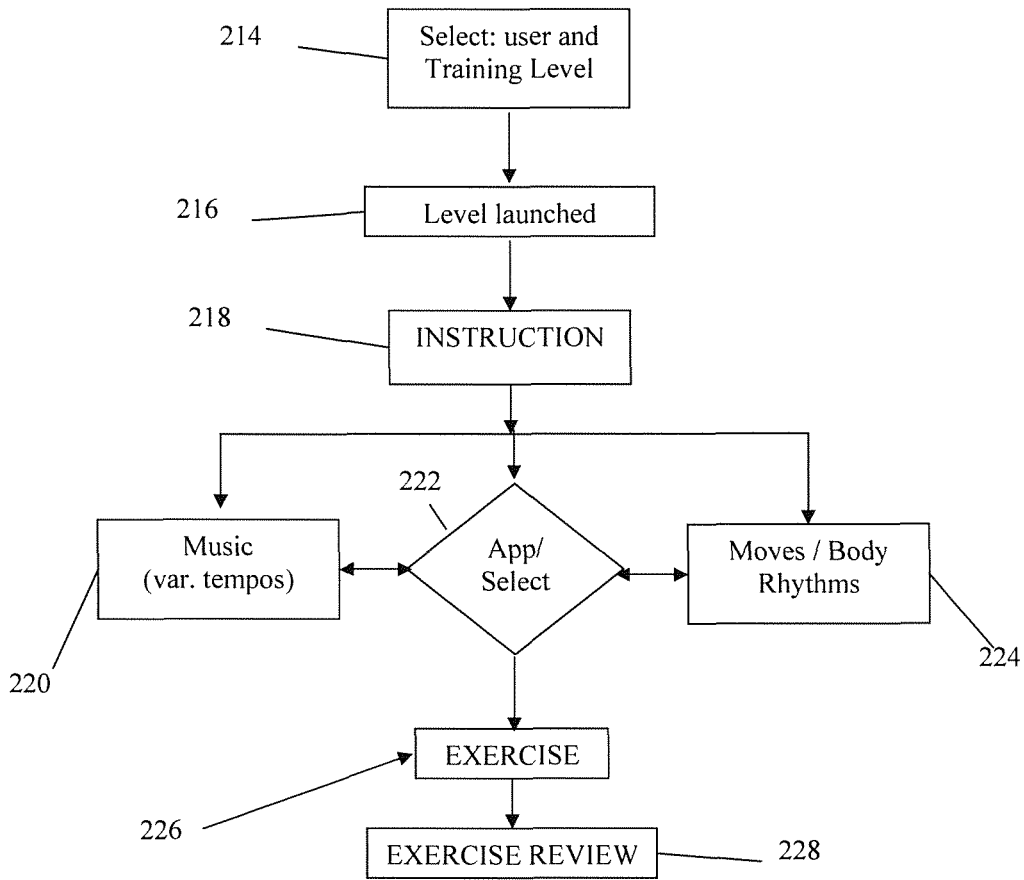 214
Select: user and
Training Level
216
Level launched
218
INSTRUCTION
222
Music
(var. tempos)
App/
Select
Moves / Body
Rhythms
220
224
EXERCISE
226
EXERCISE REVIEW
228